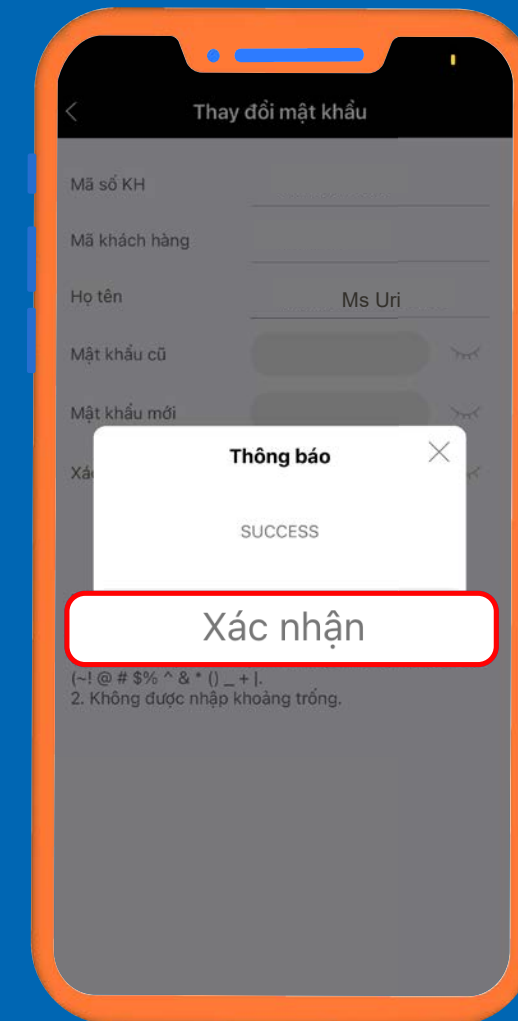 Thay đổi mật khẩu
Mã số KH
Mã khách hàng
Họ tên Ms Uri
Mật khẩu cũ
Mật khẩu mới
Thông báo
Xá
SUCCESS
Xác nhận
(~! @ # $% ^ & * () _ + |.
2. Không được nhập khoảng trống.